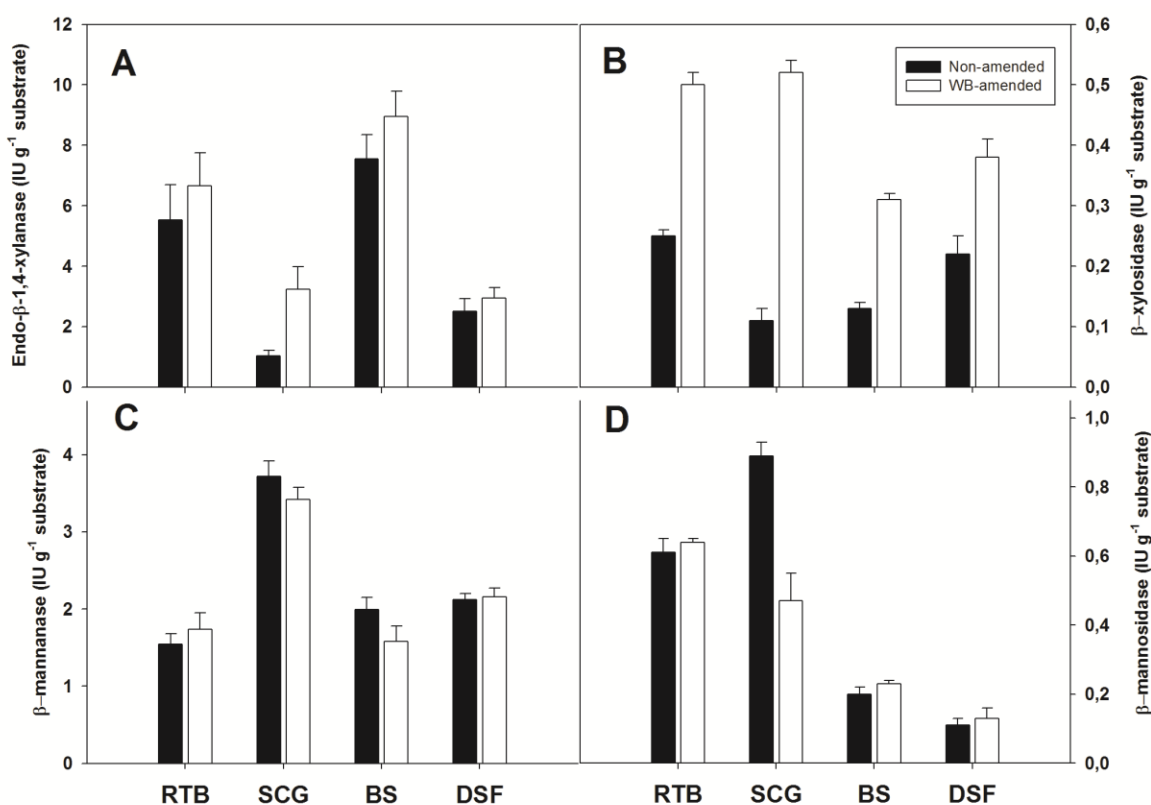 A
Endo-β-1,4-xylanase (IU g⁻¹ substrate)
12
10
8
6
4
2
0
B
Non-amended
WB-amended
0,6
0,5
0,4
0,3
0,2
0,1
0,0
β–xylosidase (IU g⁻¹ substrate)
C
β–mannanase (IU g⁻¹ substrate)
4
3
2
1
0
RTB SCG BS DSF
D
1,0
0,8
0,6
0,4
0,2
0,0
β–mannosidase (IU g⁻¹ substrate)
RTB SCG BS DSF